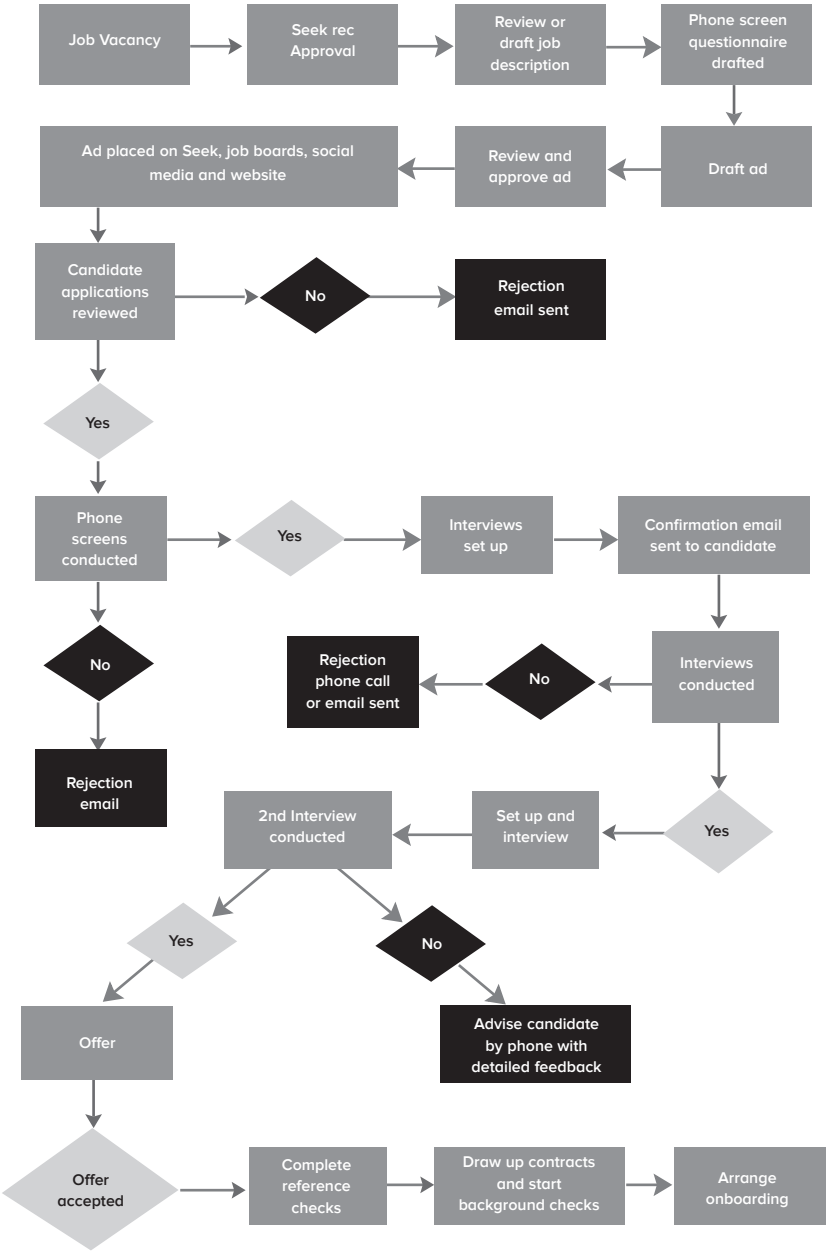 Job Vacancy
Seek rec
Approval
Review or
draft job
description
Phone screen
questionnaire
drafted
Ad placed on Seek, job boards, social
media and website
Review and
approve ad
Draft ad
Candidate
applications
reviewed
No
Rejection
email sent
Yes
Phone
screens
conducted
Yes
Interviews
set up
Confirmation email
sent to candidate
No
Rejection
phone call
or email sent
No
Interviews
conducted
Rejection
email
2nd Interview
conducted
Set up and
interview
Yes
Yes
No
Offer
Advise candidate
by phone with
detailed feedback
Offer
accepted
Complete
reference
checks
Draw up contracts
and start
background checks
Arrange
onboarding